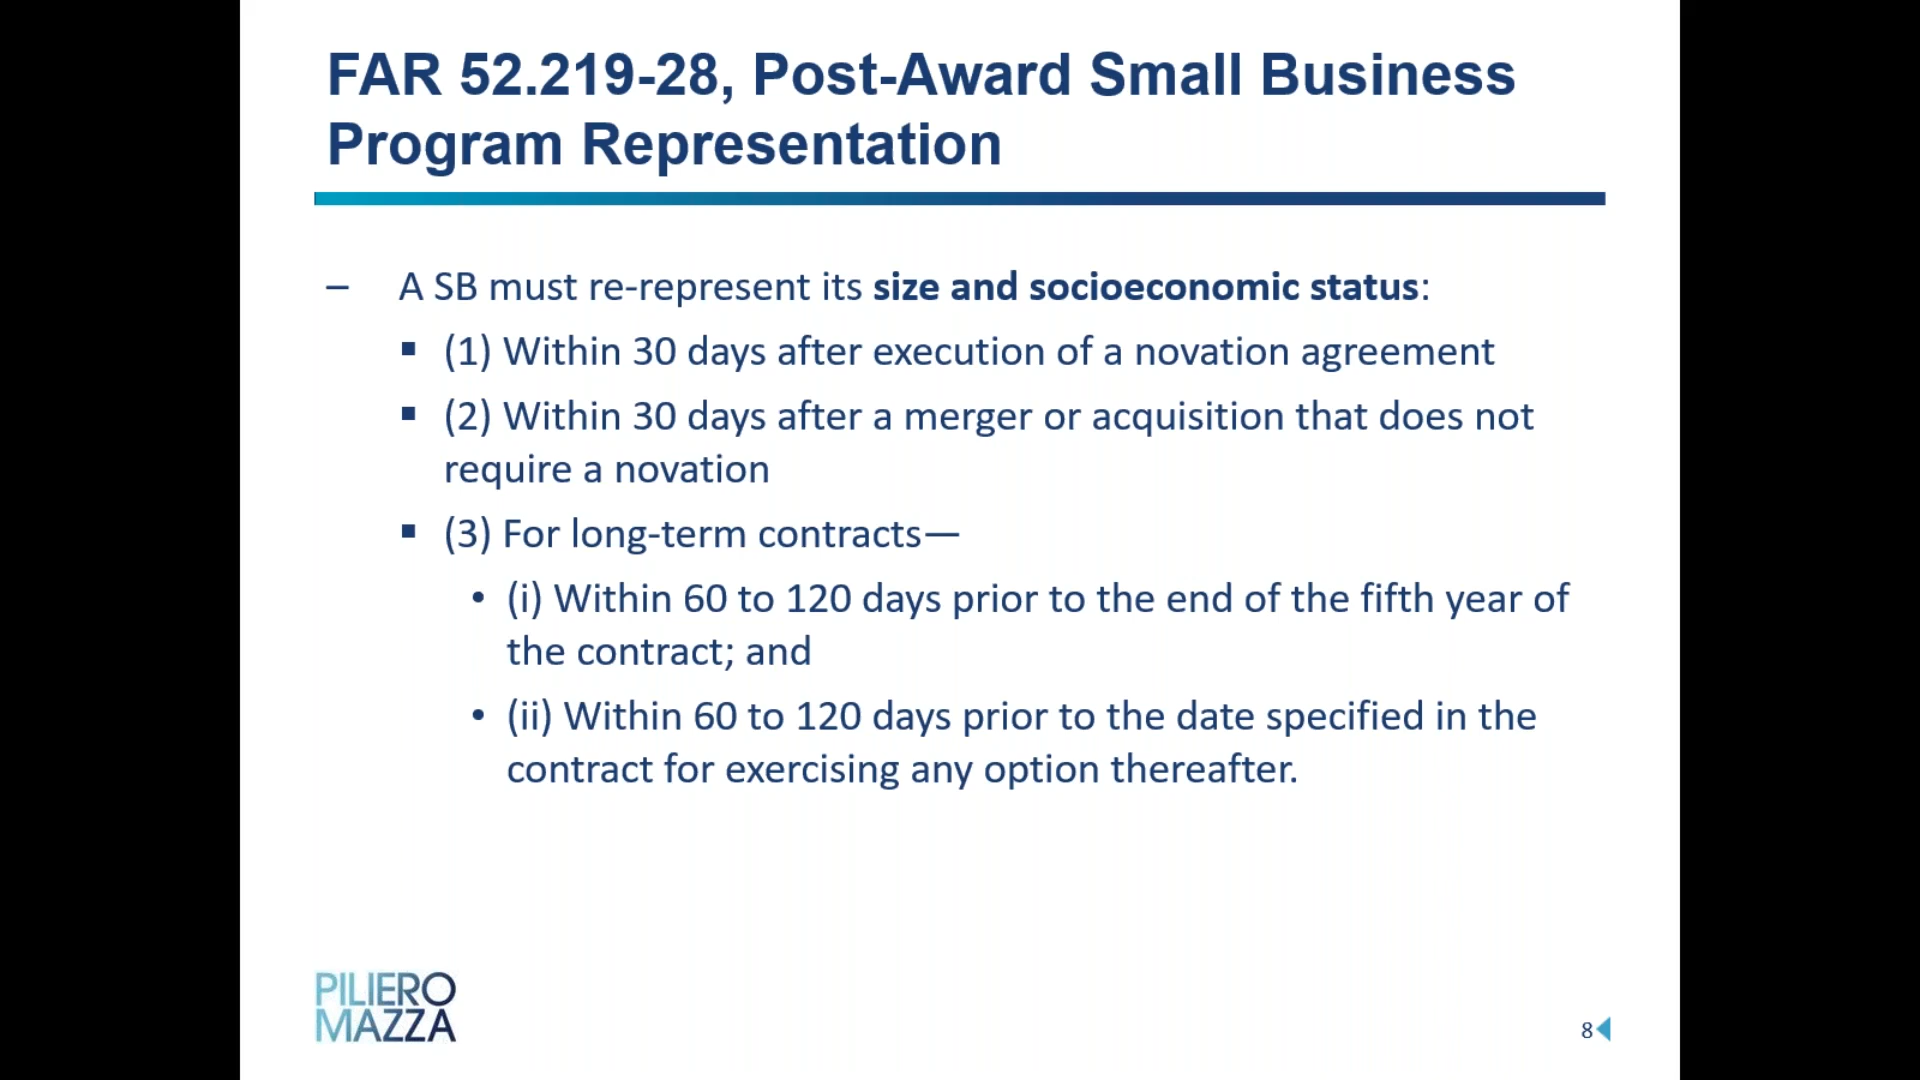 FAR 52.219-28, Post-Award Small Business
Program Representation
– A SB must re-represent its size and socioeconomic status:
▪ (1) Within 30 days after execution of a novation agreement
▪ (2) Within 30 days after a merger or acquisition that does not
require a novation
▪ (3) For long-term contracts—
• (i) Within 60 to 120 days prior to the end of the fifth year of
the contract; and
• (ii) Within 60 to 120 days prior to the date specified in the
contract for exercising any option thereafter.
PILIERO
MAZZA
8